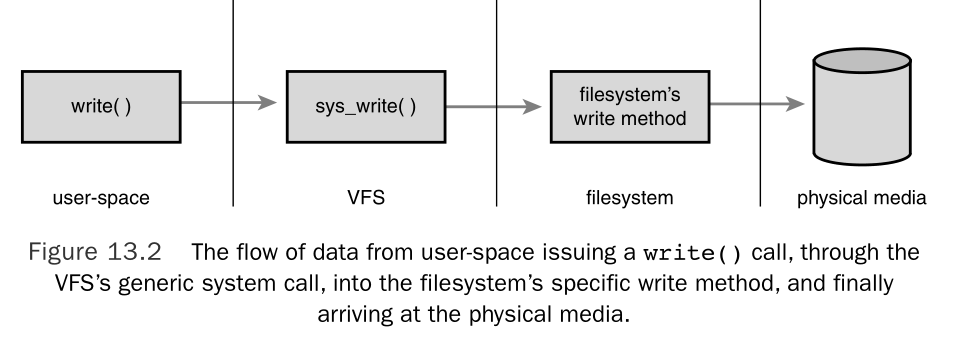 write( )
sys_write( )
filesystem's
write method
user-space
VFS
filesystem
physical media
Figure 13.2 The flow of data from user-space issuing a write() call, through the
VFS's generic system call, into the filesystem's specific write method, and finally
arriving at the physical media.